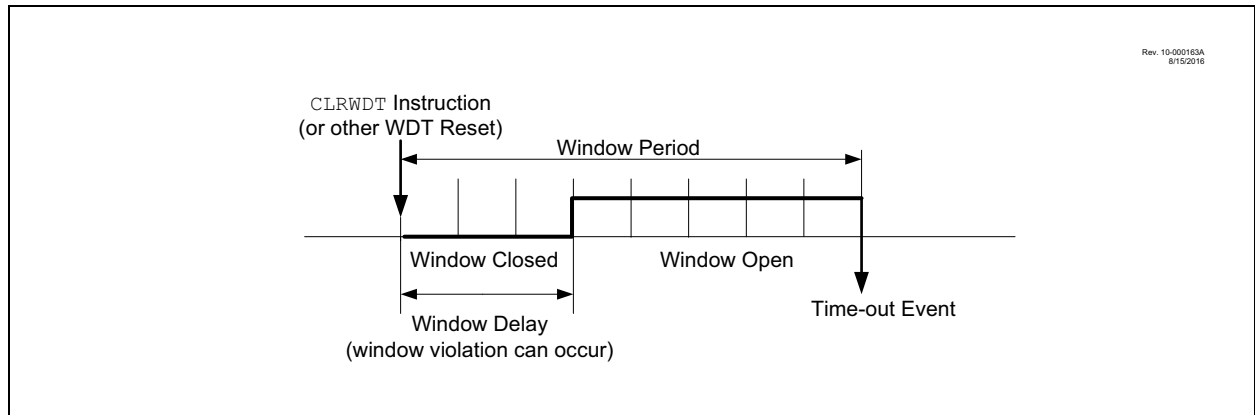 Rev. 10-000163A
8/15/2016
CLRWDT Instruction
(or other WDT Reset)
Window Period
Window Closed
Window Open
Window Delay
(window violation can occur)
Time-out Event